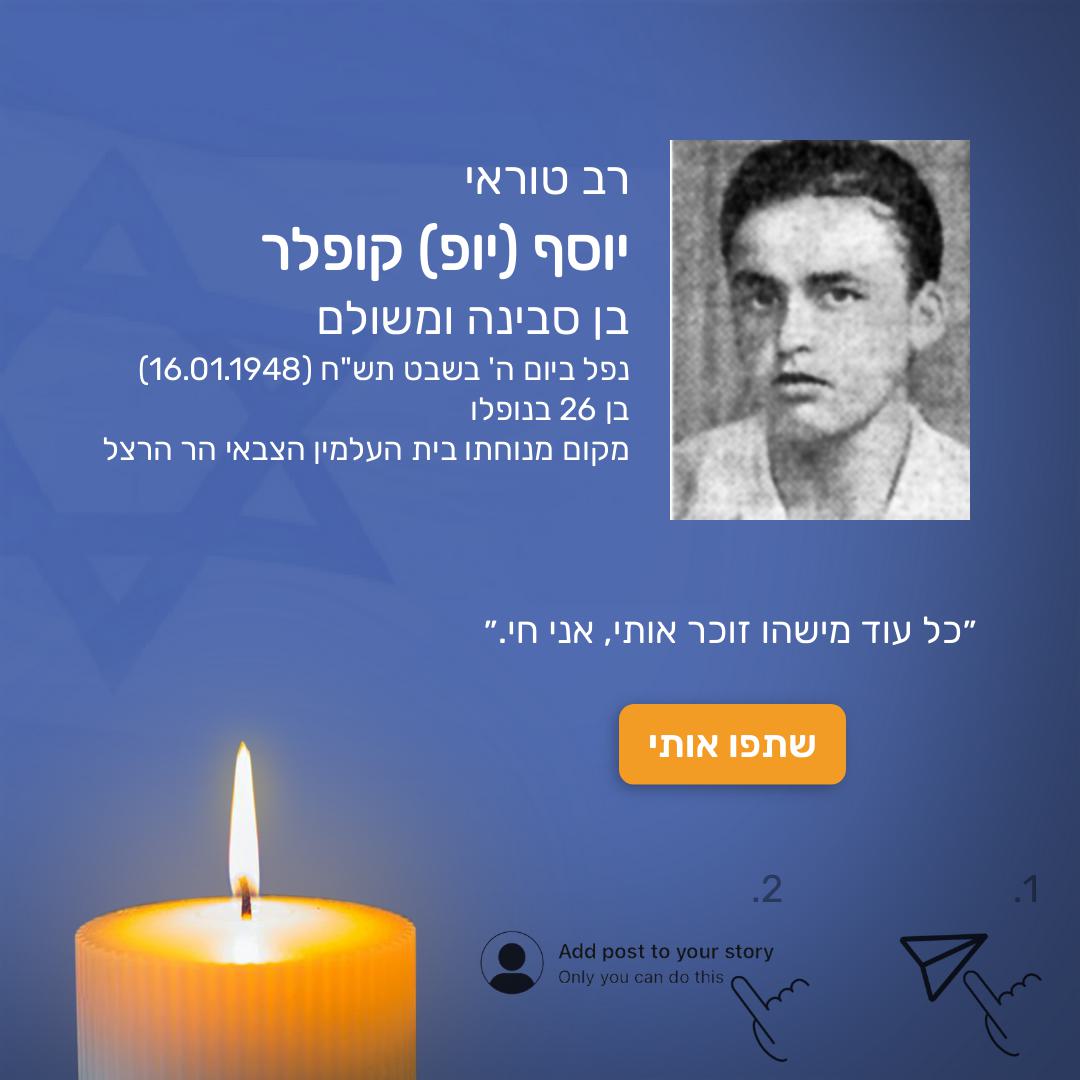 רב טוראי
יוסף (יופ) קופלר
בן סבינה ומשולם
נפל ביום ה' בשבט תש"ח (16.01.1948)
בן 26 בנופלו
מקום מנוחתו בית העלמין הצבאי הר הרצל
״כל עוד מישהו זוכר אותי, אני חי.״
שתפו אותי
.1
.2
Add post to your story
Only you can do this